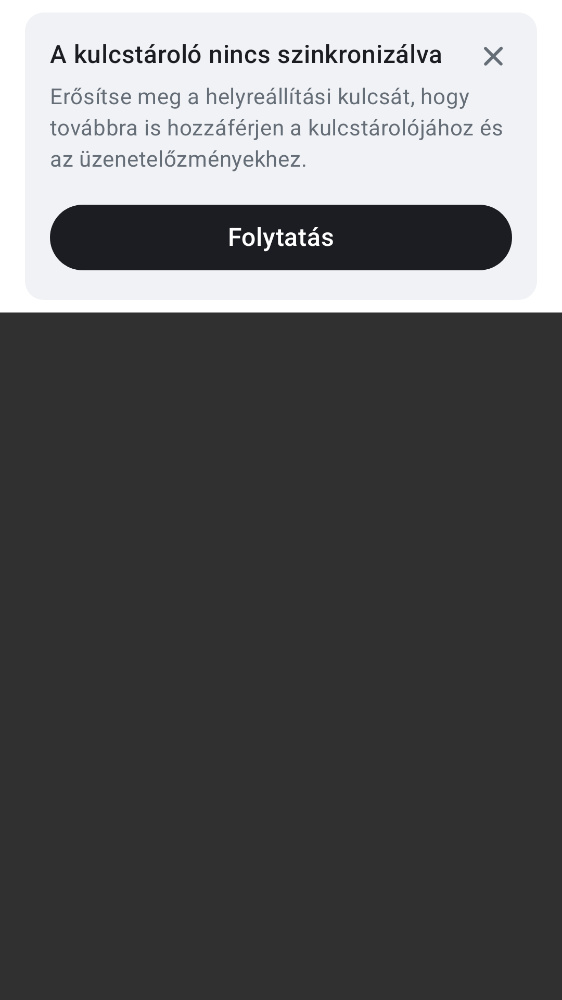 A kulcstároló nincs szinkronizálva
Erősítse meg a helyreállítási kulcsát, hogy
továbbra is hozzáférjen a kulcstárolójához és
az üzenetelőzményekhez.
Folytatás